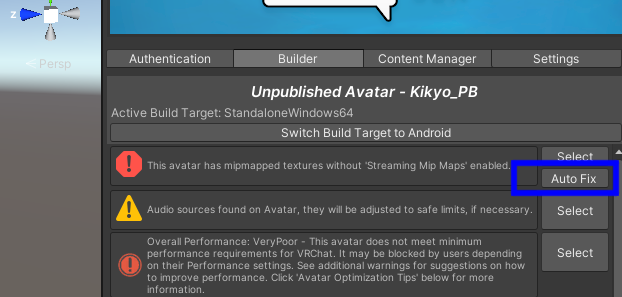 z
Persp
Authentication
Builder
Content Manager
Settings
Unpublished Avatar - Kikyo_PB
Active Build Target: StandaloneWindows64
Switch Build Target to Android
This avatar has mipmapped textures without 'Streaming Mip Maps' enabled.
Select
Auto Fix
Audio sources found on Avatar, they will be adjusted to safe limits, if necessary.
Select
Overall Performance: VeryPoor - This avatar does not meet minimum
performance requirements for VRChat. It may be blocked by users depending
on their Performance settings. See additional warnings for suggestions on how
to improve performance. Click 'Avatar Optimization Tips' below for more
information.
Select